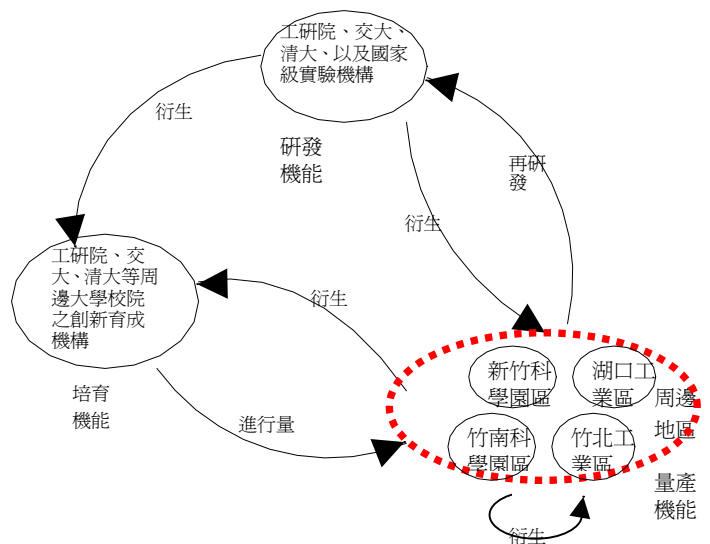 工研院、交大、
清大、以及國家
級實驗機構
衍生
研發
機能
再研
發
衍生
工研院、交
大、清大等周
邊大學校院
之創新育成
機構
衍生
培育
機能
進行量
新竹科
學園區
湖口工
業區
周邊
地區
竹南科
學園區
竹北工
業區
量產
機能
衍生